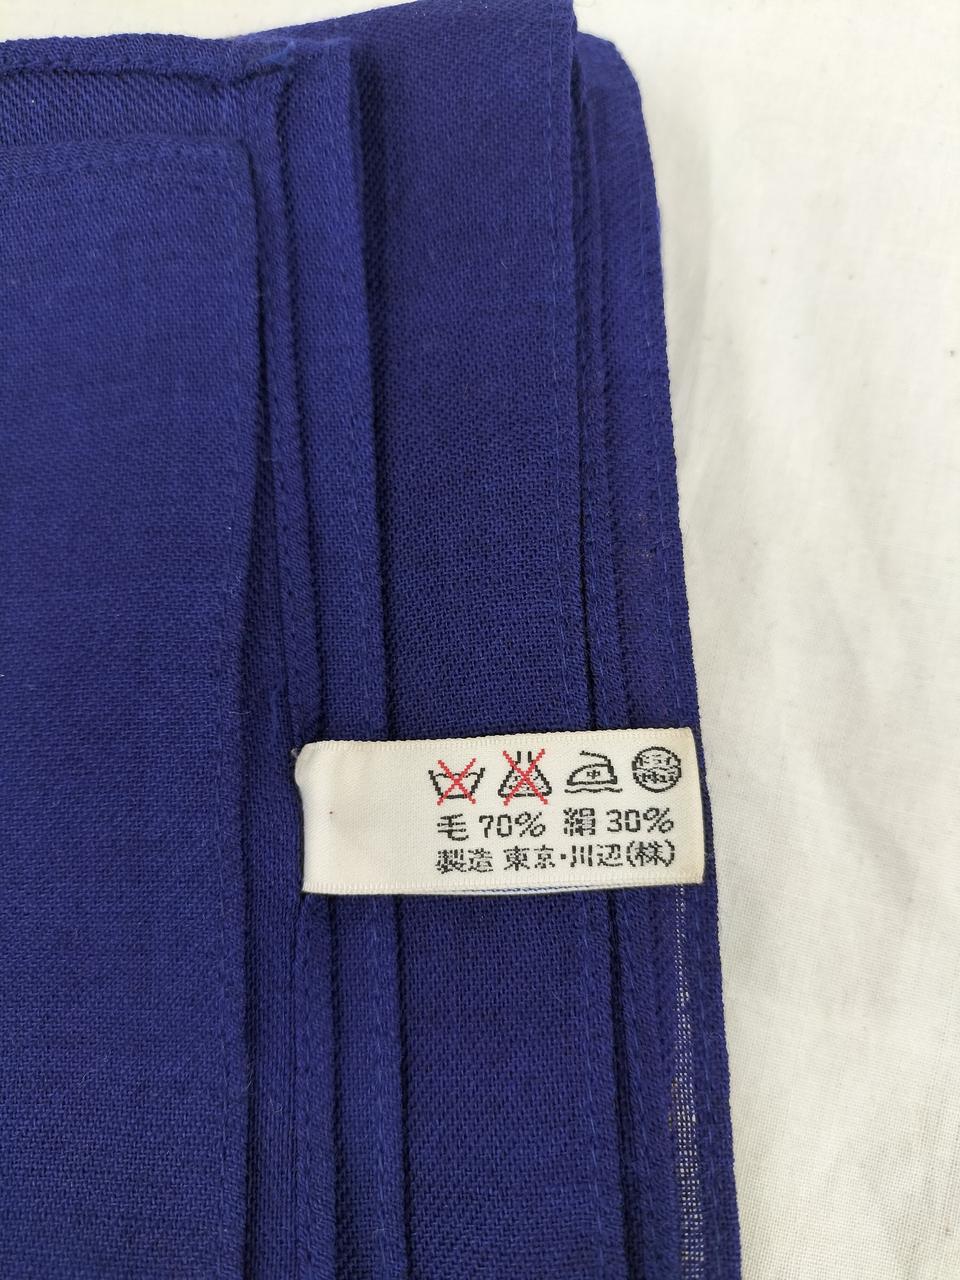 毛 70% 絹 30%
製造 東京・川辺(株)